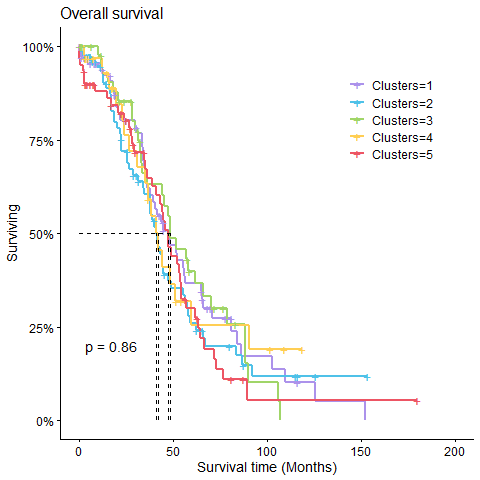 Overall survival
100%
75%
50%
25%
0%
Surviving
Clusters=1
Clusters=2
Clusters=3
Clusters=4
Clusters=5
p = 0.86
0 50 100 150 200
Survival time (Months)